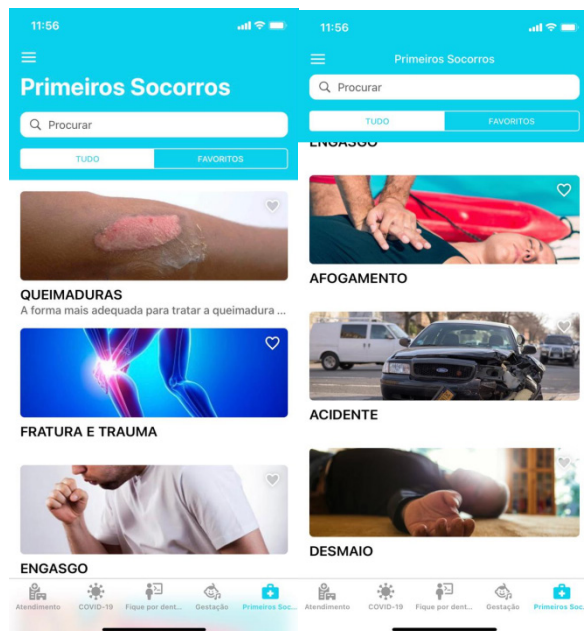 11:56
Primeiros Socorros
Procurar
TUDO
FAVORITOS
QUEIMADURAS
A forma mais adequada para tratar a queimadura ...
FRATURA E TRAUMA
ENGASGO
Atendimento
COVID-19
Fique por dent...
Gestação
Primeiros Soc...
11:56
Primeiros Socorros
Procurar
TUDO
FAVORITOS
ENGASGO
AFOGAMENTO
ACIDENTE
DESMAIO
Atendimento
COVID-19
Fique por dent...
Gestação
Primeiros Soc.